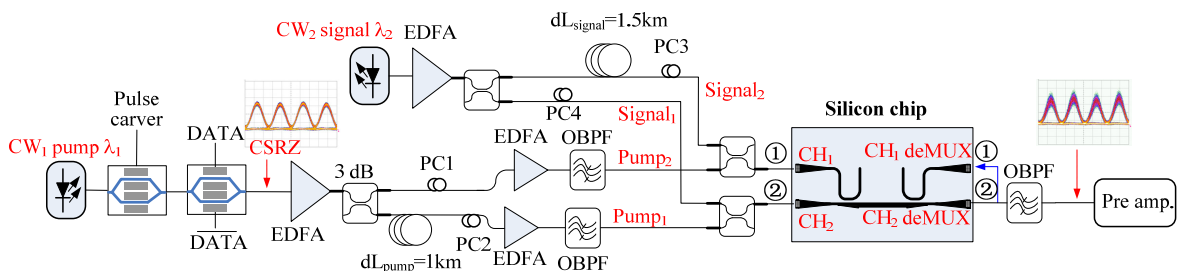 dL_signal=1.5km
CW₂ signal λ₂
EDFA
PC3
Signal₂
PC4
Signal₁
Pulse
carver
DATA
CW₁ pump λ₁
CSRZ
EDFA
3 dB
PC1
EDFA
OBPF
Pump₂
DATA
dL_pump=1km
PC2
EDFA
OBPF
Pump₁
①
②
Silicon chip
CH₁
CH₁ deMUX
CH₂
CH₂ deMUX
①
②
OBPF
Pre amp.